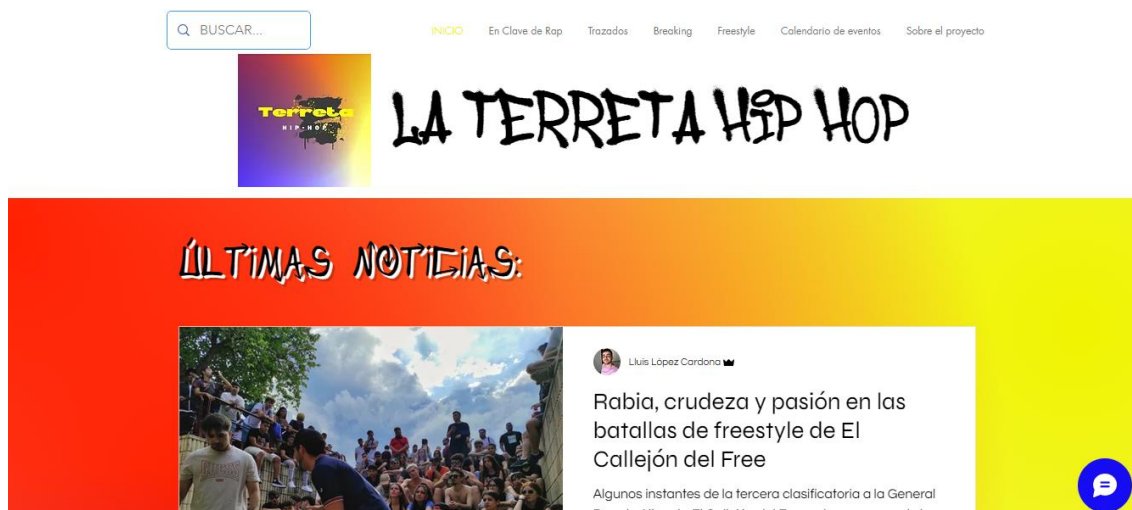 BUSCAR...
INICIO
En Clave de Rap
Trazados
Breaking
Freestyle
Calendario de eventos
Sobre el proyecto
Terreta
HIP-HOP
LA TERRETA HiP HOP
ÚLTiMAS NOTiCiAS:
Lluís López Cardona
Rabia, crudeza y pasión en las
batallas de freestyle de El
Callejón del Free
Algunos instantes de la tercera clasificatoria a la General